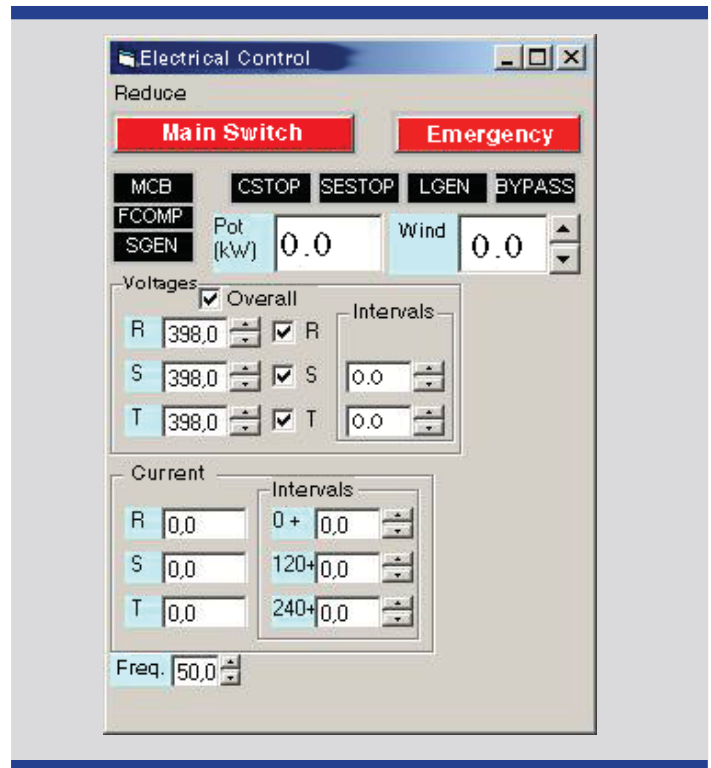 Electrical Control
Reduce
Main Switch Emergency
MCB CSTOP SESTOP LGEN BYPASS
FCOMP
SGEN
Pot
(kW) 0.0 Wind 0.0
Voltages
Overall
Intervals
R 398,0 R
S 398,0 S 0.0
T 398,0 T 0.0
Current
Intervals
R 0,0 0 + 0,0
S 0,0 120+ 0,0
T 0,0 240+ 0,0
Freq. 50,0